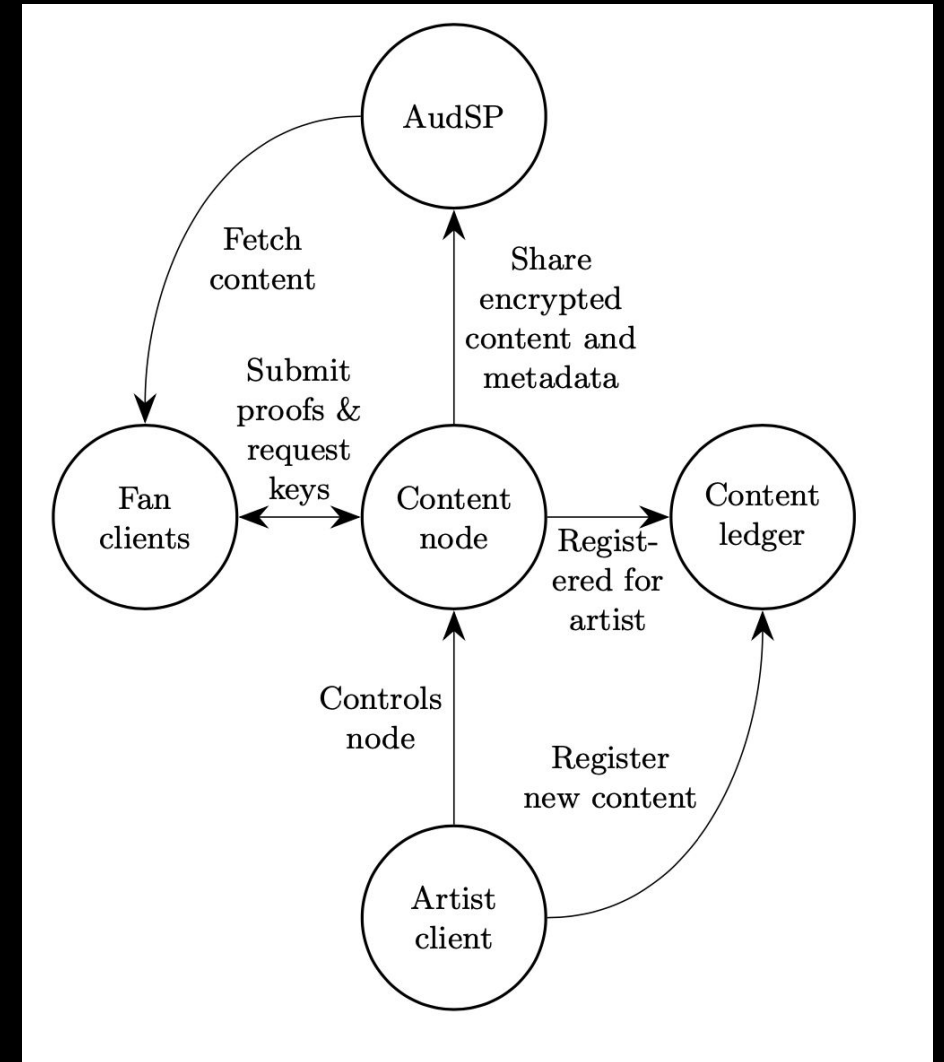 AudSP
Fetch
content
Share
encrypted
content and
metadata
Submit
proofs &
request
keys
Fan
clients
Content
node
Content
ledger
Regist-
ered for
artist
Controls
node
Register
new content
Artist
client